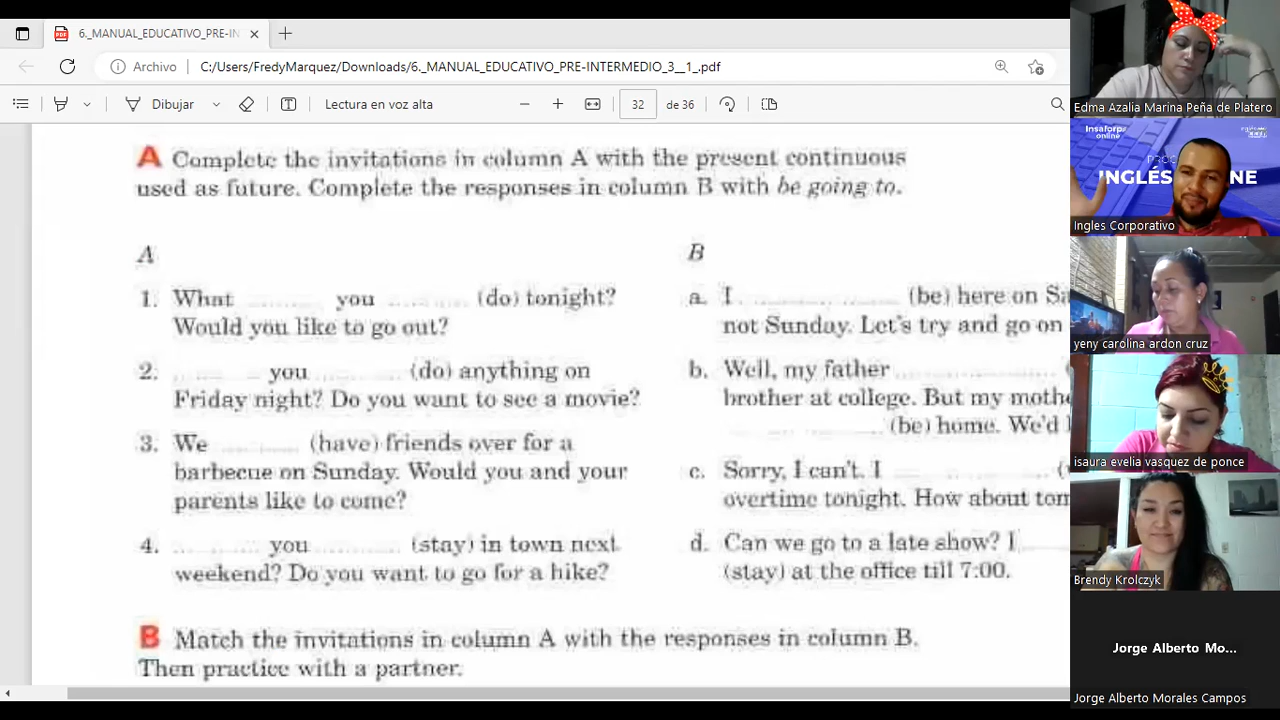 6._MANUAL_EDUCATIVO_PRE-IN
Archivo C:/Users/FredyMarquez/Downloads/6._MANUAL_EDUCATIVO_PRE-INTERMEDIO_3__1_.pdf
Dibujar Lectura en voz alta 32 de 36
A Complete the invitations in column A with the present continuous
used as future. Complete the responses in column B with be going to.
A
1. What ............ you ............ (do) tonight?
Would you like to go out?
2. ............ you ............ (do) anything on
Friday night? Do you want to see a movie?
3. We ............ (have) friends over for a
barbecue on Sunday. Would you and your
parents like to come?
4. ............ you ............ (stay) in town next
weekend? Do you want to go for a hike?
B
a. I ............ (be) here on Sa
not Sunday. Let's try and go on
b. Well, my father ............
brother at college. But my moth
............ (be) home. We'd
c. Sorry, I can't. I ............ (
overtime tonight. How about tom
d. Can we go to a late show? I ......
(stay) at the office till 7:00.
B Match the invitations in column A with the responses in column B.
Then practice with a partner.
Edma Azalia Marina Peña de Platero
Insaforp
online
INGLÉS NE
Ingles Corporativo
yeny carolina ardon cruz
isaura evelia vasquez de ponce
Brendy Krolczyk
Jorge Alberto Mo...
Jorge Alberto Morales Campos